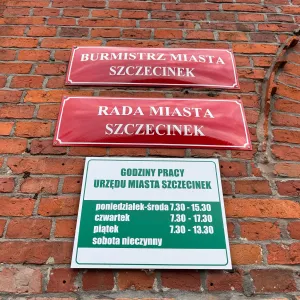 BURMISTRZ MIASTA
SZCZECINEK
RADA MIASTA
SZCZECINEK
GODZINY PRACY
URZĘDU MIASTA SZCZECINEK
poniedziałek-środa 7.30 - 15.30
czwartek 7.30 - 17.30
piątek 7.30 - 13.30
sobota nieczynny